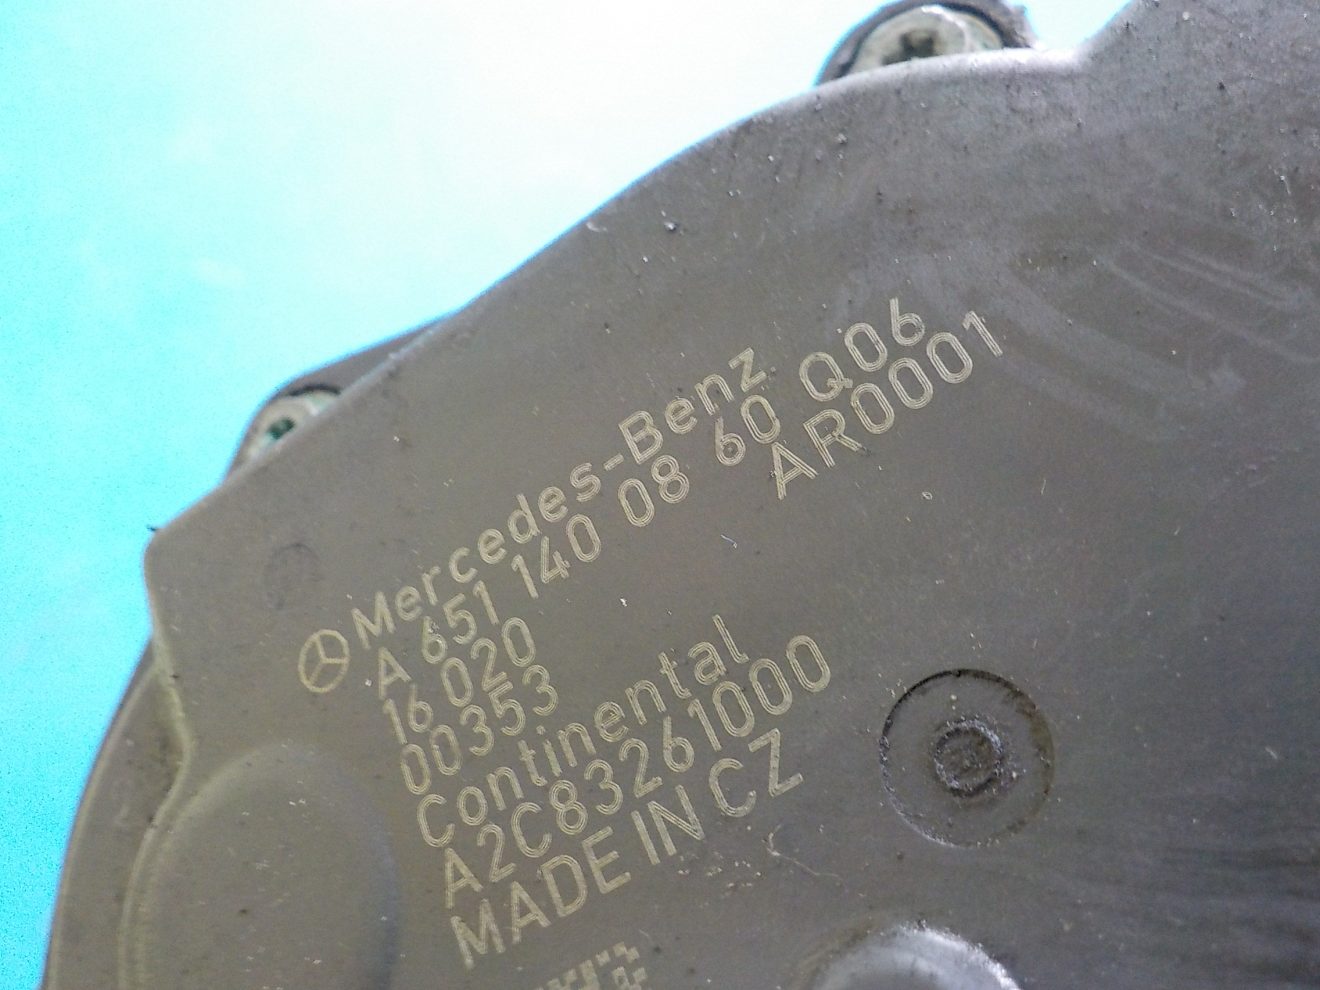 Mercedes-Benz
A 651 140 08 60 Q06
16 020 AR0001
00353
Continental
A2C83261000
MADE IN CZ